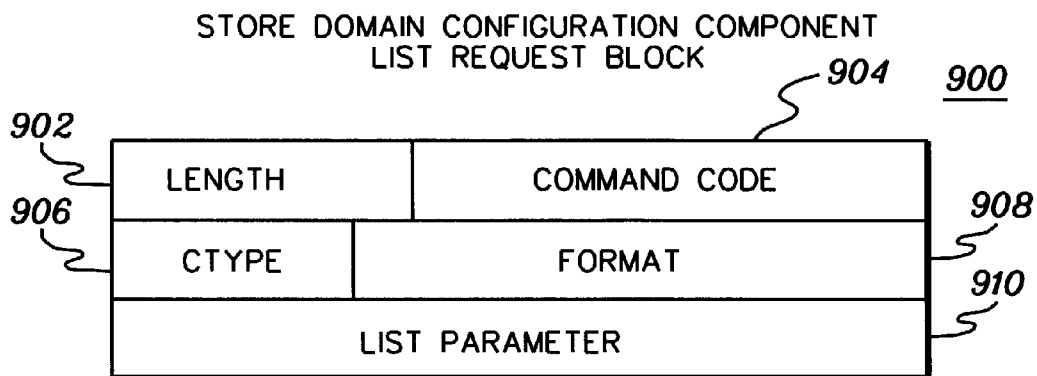 STORE DOMAIN CONFIGURATION COMPONENT
LIST REQUEST BLOCK
904
900
902
LENGTH
COMMAND CODE
906
CTYPE
FORMAT
908
910
LIST PARAMETER